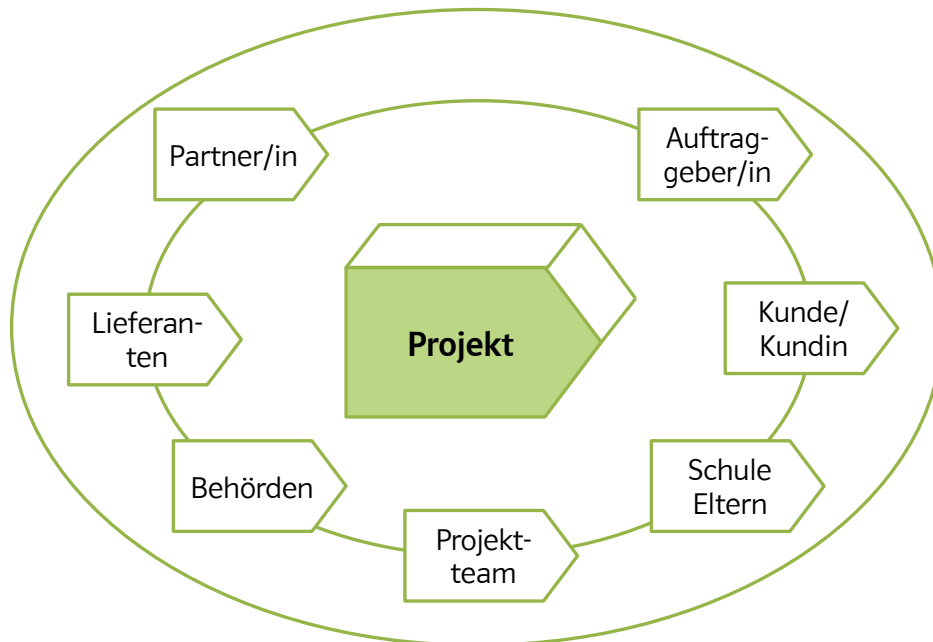 Partner/in
Auftrag-
geber/in
Lieferan-
ten
Projekt
Kunde/
Kundin
Behörden
Schule
Eltern
Projekt-
team